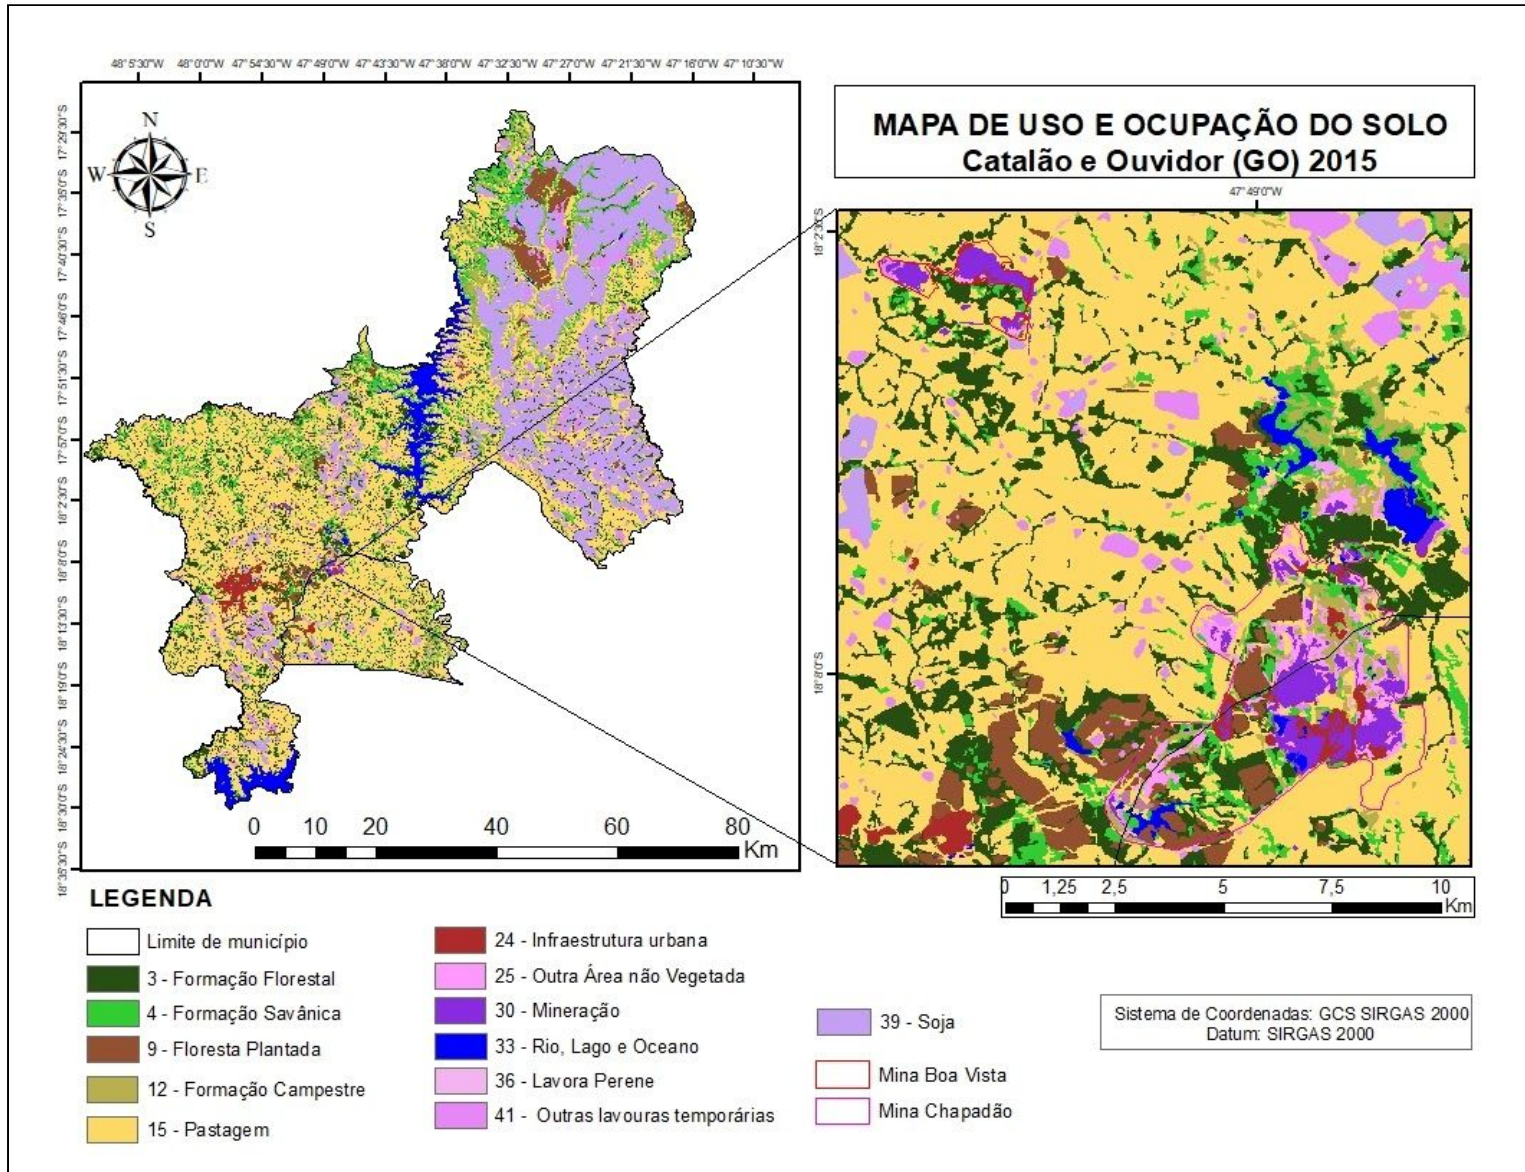 48°5'30"W 48°0'0"W 47°54'30"W 47°49'0"W 47°43'30"W 47°38'0"W 47°32'30"W 47°27'0"W 47°21'30"W 47°16'0"W 47°10'30"W
17°29'30"S
17°35'0"S
17°40'30"S
17°46'0"S
17°51'30"S
17°57'0"S
18°2'30"S
18°8'0"S
18°13'30"S
18°19'0"S
18°24'30"S
18°30'0"S
18°35'30"S
N
W E
S
0 10 20 40 60 80
Km
MAPA DE USO E OCUPAÇÃO DO SOLO
Catalão e Ouvidor (GO) 2015
47°49'0"W
18°2'30"S
18°8'0"S
0 1,25 2,5 5 7,5 10
Km
LEGENDA
Limite de município
3 - Formação Florestal
4 - Formação Savânica
9 - Floresta Plantada
12 - Formação Campestre
15 - Pastagem
24 - Infraestrutura urbana
25 - Outra Área não Vegetada
30 - Mineração
33 - Rio, Lago e Oceano
36 - Lavora Perene
41 - Outras lavouras temporárias
39 - Soja
Mina Boa Vista
Mina Chapadão
Sistema de Coordenadas: GCS SIRGAS 2000
Datum: SIRGAS 2000